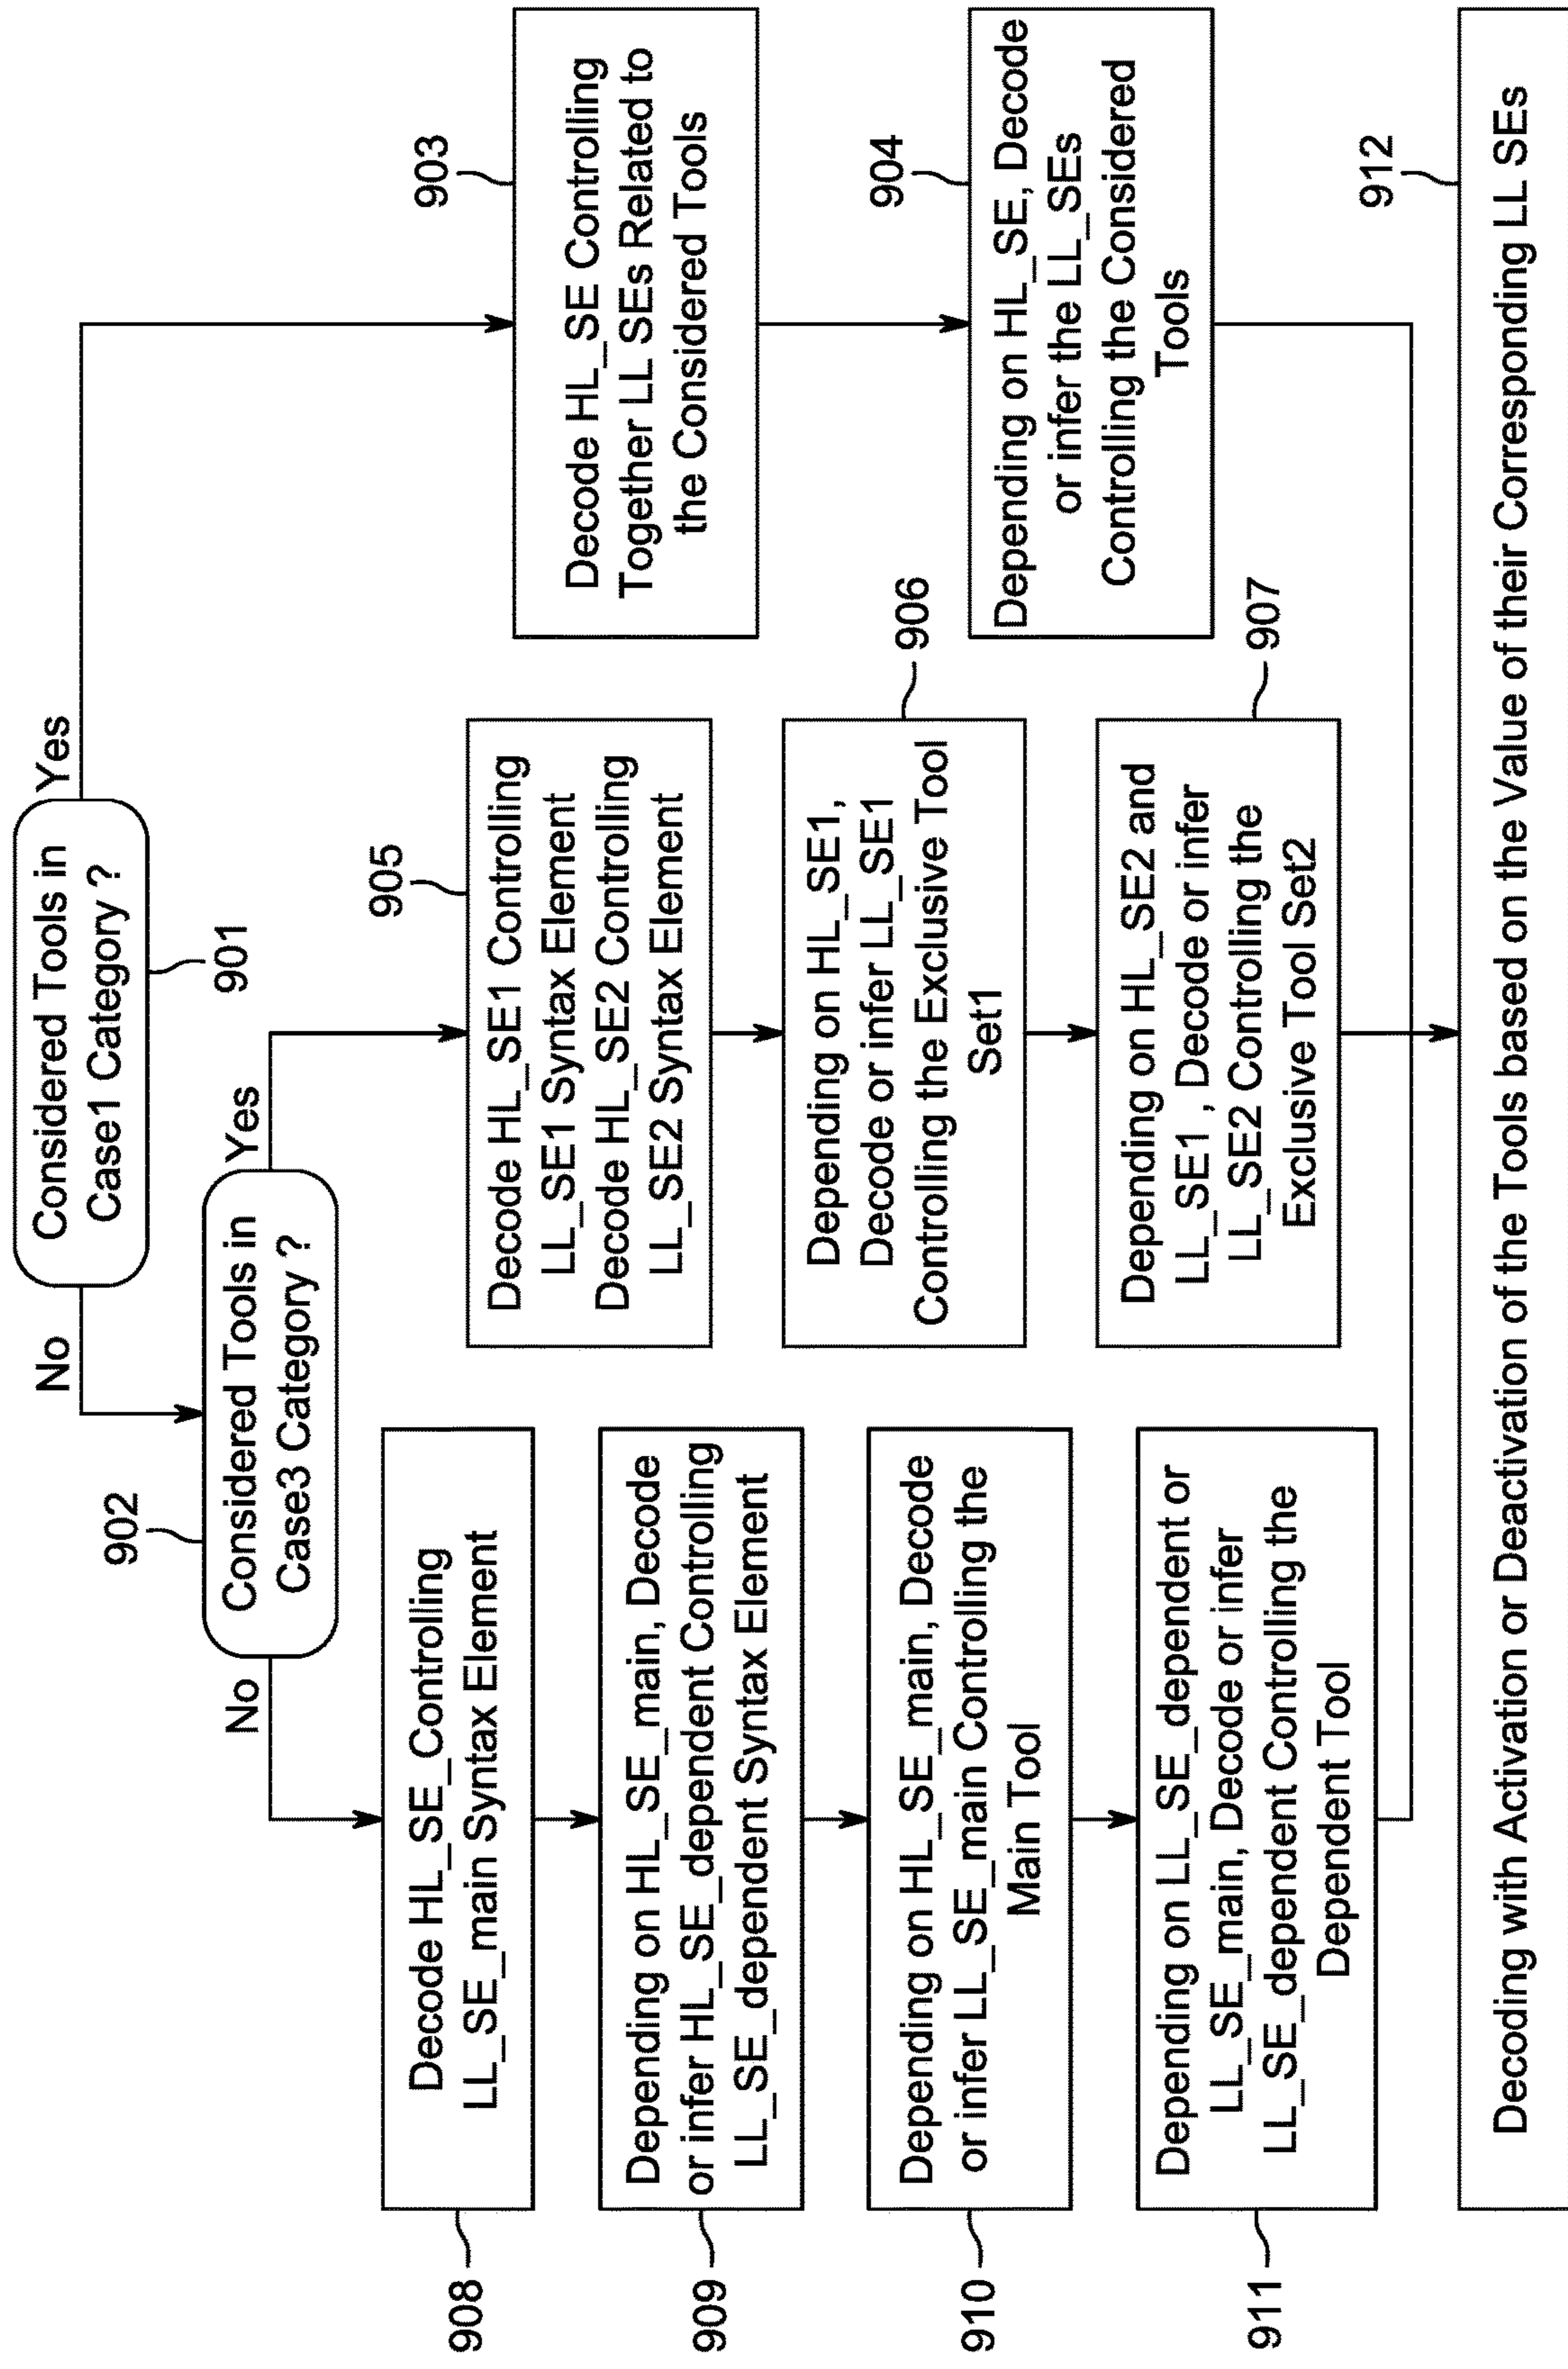 Considered Tools in
Case1 Category ?
901
Yes
No
Considered Tools in
Case3 Category ?
902
Yes
No
Decode HL_SE Controlling
Together LL SEs Related to
the Considered Tools
903
Depending on HL_SE, Decode
or infer the LL_SEs
Controlling the Considered
Tools
904
Decode HL_SE1 Controlling
LL_SE1 Syntax Element
Decode HL_SE2 Controlling
LL_SE2 Syntax Element
905
Depending on HL_SE1,
Decode or infer LL_SE1
Controlling the Exclusive Tool
Set1
906
Depending on HL_SE2 and
LL_SE1 , Decode or infer
LL_SE2 Controlling the
Exclusive Tool Set2
907
Decode HL_SE_Controlling
LL_SE_main Syntax Element
908
Depending on HL_SE_main, Decode
or infer HL_SE_dependent Controlling
LL_SE_dependent Syntax Element
909
Depending on HL_SE_main, Decode
or infer LL_SE_main Controlling the
Main Tool
910
Depending on LL_SE_dependent or
LL_SE_main, Decode or infer
LL_SE_dependent Controlling the
Dependent Tool
911
Decoding with Activation or Deactivation of the Tools based on the Value of their Corresponding LL SEs
912